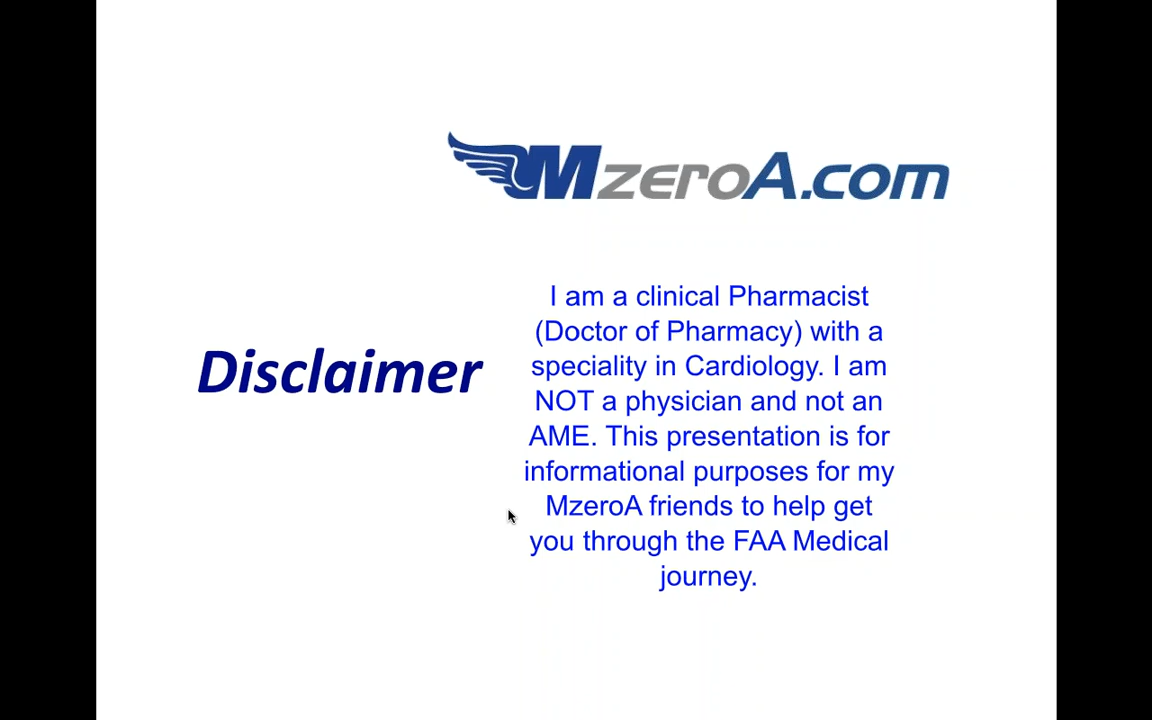 MzeroA.com
Disclaimer
I am a clinical Pharmacist
(Doctor of Pharmacy) with a
speciality in Cardiology. I am
NOT a physician and not an
AME. This presentation is for
informational purposes for my
MzeroA friends to help get
you through the FAA Medical
journey.